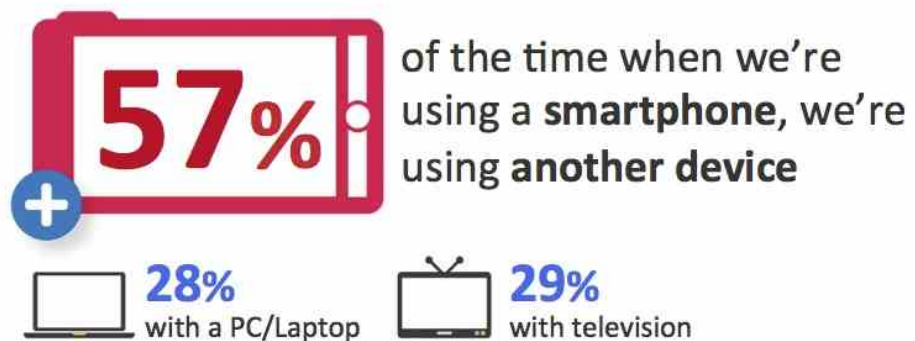 57%
of the time when we're
using a smartphone, we're
using another device
28%
with a PC/Laptop
29%
with television